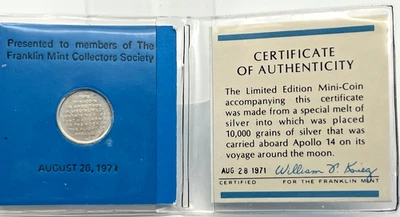 Presented to members of The
Franklin Mint Collectors Society
AUGUST 28, 1971
CERTIFICATE
OF AUTHENTICITY
The Limited Edition Mini-Coin
accompanying this certificate
was made from a special melt of
silver into which was placed
10,000 grains of silver that was
carried aboard Apollo 14 on
its voyage around the moon.
AUG 28 1971
CERTIFIED FOR THE FRANKLIN MINT